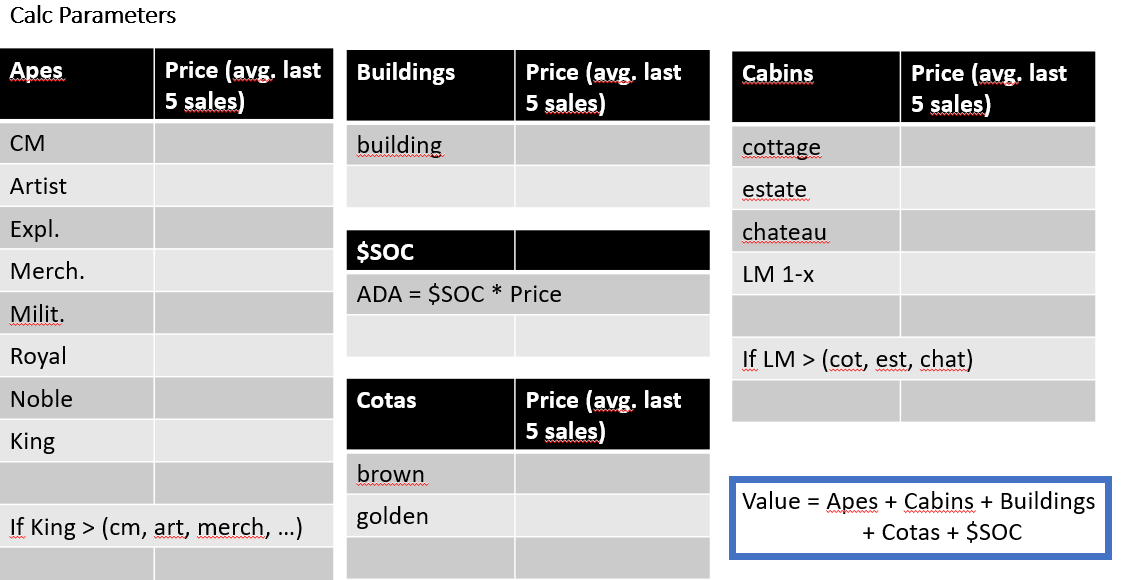 Calc Parameters
Apes
Price (avg. last
5 sales)
CM
Artist
Expl.
Merch.
Milit.
Royal
Noble
King
If King > (cm, art, merch, ...)
Buildings
Price (avg. last
5 sales)
building
$SOC
ADA = $SOC * Price
Cotas
Price (avg. last
5 sales)
brown
golden
Cabins
Price (avg. last
5 sales)
cottage
estate
chateau
LM 1-x
If LM > (cot, est, chat)
Value = Apes + Cabins + Buildings
+ Cotas + $SOC